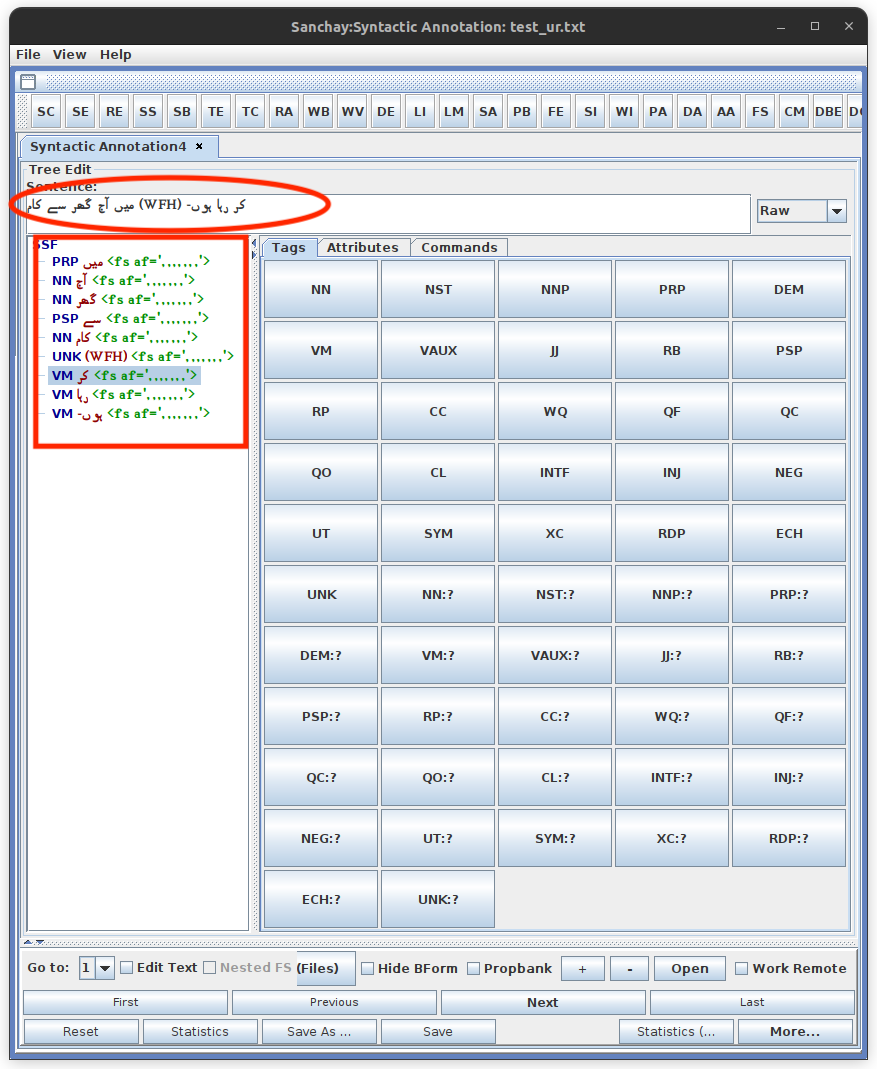 Sanchay:Syntactic Annotation: test_ur.txt
File View Help
SC SE RE SS SB TE TC RA WB WV DE LI LM SA PB FE SI WI PA DA AA FS CM DBE
Syntactic Annotation4
Tree Edit
Sentence:
میں آج گھر سے کام (WFH) کر رہا ہوں-
Raw
SSF
PRP میں <fs af=',,,,,,,'>
NN آج <fs af=',,,,,,,'>
NN گھر <fs af=',,,,,,,'>
PSP سے <fs af=',,,,,,,'>
NN کام <fs af=',,,,,,,'>
UNK (WFH) <fs af=',,,,,,,'>
VM کر <fs af=',,,,,,,'>
VM رہا <fs af=',,,,,,,'>
VM ہوں- <fs af=',,,,,,,'>
Tags Attributes Commands
NN NST NNP PRP DEM
VM VAUX JJ RB PSP
RP CC WQ QF QC
QO CL INTF INJ NEG
UT SYM XC RDP ECH
UNK NN:? NST:? NNP:? PRP:?
DEM:? VM:? VAUX:? JJ:? RB:?
PSP:? RP:? CC:? WQ:? QF:?
QC:? QO:? CL:? INTF:? INJ:?
NEG:? UT:? SYM:? XC:? RDP:?
ECH:? UNK:?
Go to: 1 Edit Text Nested FS (Files) Hide BForm Propbank + - Open Work Remote
First Previous Next Last
Reset Statistics Save As ... Save Statistics (... More...